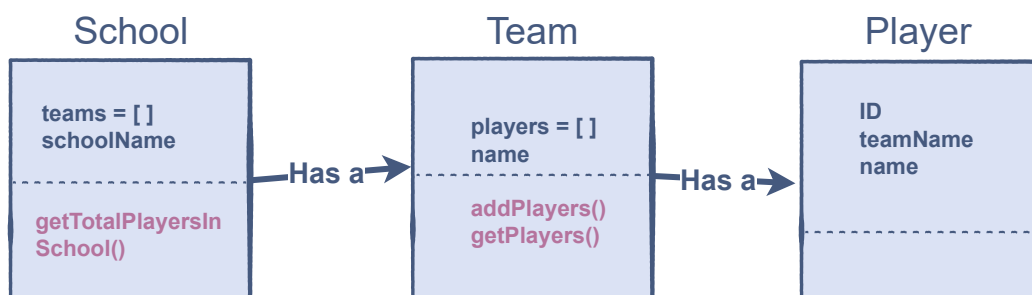 School
teams = [ ]
schoolName
getTotalPlayersIn
School()
Has a
Team
players = [ ]
name
addPlayers()
getPlayers()
Has a
Player
ID
teamName
name